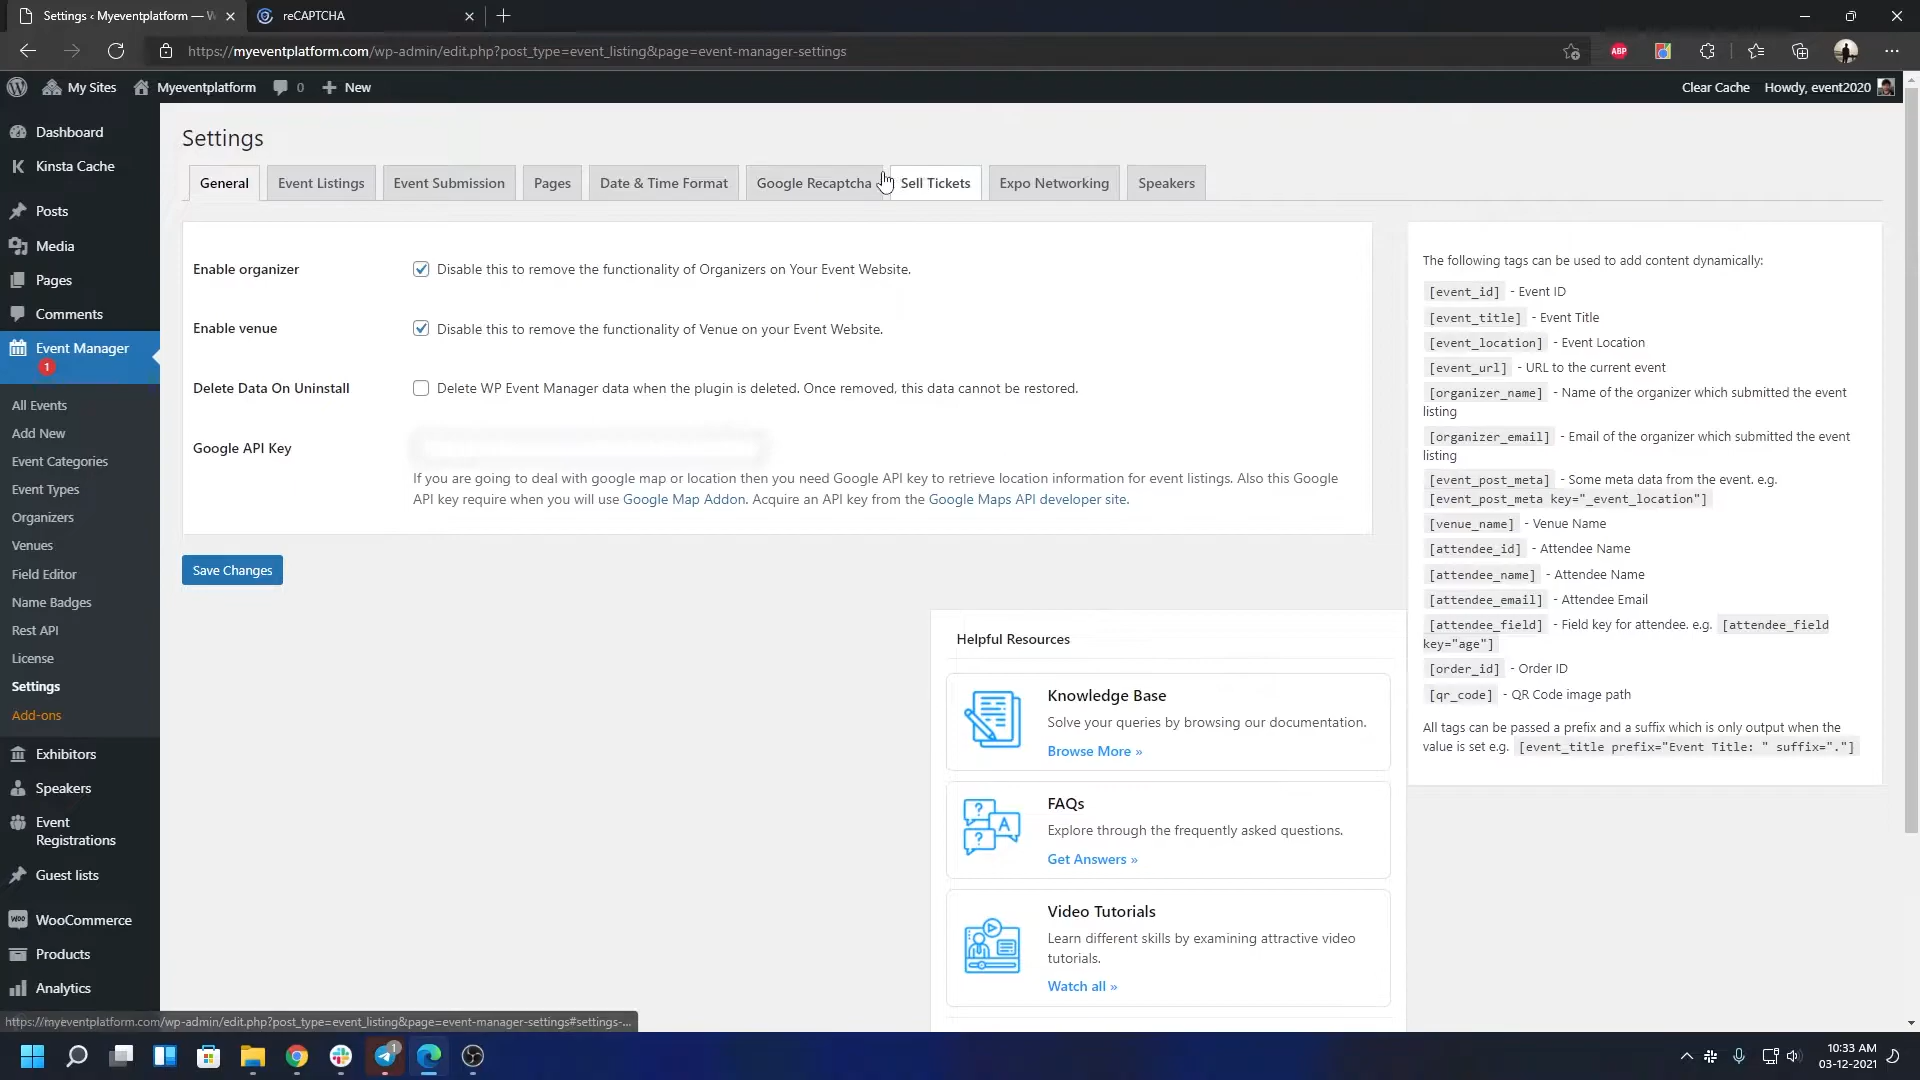 Settings ‹ Myeventplatform — W
reCAPTCHA
https://myeventplatform.com/wp-admin/edit.php?post_type=event_listing&page=event-manager-settings
ABP
My Sites
Myeventplatform
0
New
Clear Cache
Howdy, event2020
Dashboard
Kinsta Cache
Posts
Media
Pages
Comments
Event Manager
1
All Events
Add New
Event Categories
Event Types
Organizers
Venues
Field Editor
Name Badges
Rest API
License
Settings
Add-ons
Exhibitors
Speakers
Event
Registrations
Guest lists
WooCommerce
Products
Analytics
Settings
General
Event Listings
Event Submission
Pages
Date & Time Format
Google Recaptcha
Sell Tickets
Expo Networking
Speakers
Enable organizer
Disable this to remove the functionality of Organizers on Your Event Website.
Enable venue
Disable this to remove the functionality of Venue on your Event Website.
Delete Data On Uninstall
Delete WP Event Manager data when the plugin is deleted. Once removed, this data cannot be restored.
Google API Key
If you are going to deal with google map or location then you need Google API key to retrieve location information for event listings. Also this Google
API key require when you will use Google Map Addon. Acquire an API key from the Google Maps API developer site.
Save Changes
Helpful Resources
Knowledge Base
Solve your queries by browsing our documentation.
Browse More »
FAQs
Explore through the frequently asked questions.
Get Answers »
Video Tutorials
Learn different skills by examining attractive video
tutorials.
Watch all »
The following tags can be used to add content dynamically:
[event_id] - Event ID
[event_title] - Event Title
[event_location] - Event Location
[event_url] - URL to the current event
[organizer_name] - Name of the organizer which submitted the event
listing
[organizer_email] - Email of the organizer which submitted the event
listing
[event_post_meta] - Some meta data from the event. e.g.
[event_post_meta key="_event_location"]
[venue_name] - Venue Name
[attendee_id] - Attendee Name
[attendee_name] - Attendee Name
[attendee_email] - Attendee Email
[attendee_field] - Field key for attendee. e.g. [attendee_field
key="age"]
[order_id] - Order ID
[qr_code] - QR Code image path
All tags can be passed a prefix and a suffix which is only output when the
value is set e.g. [event_title prefix="Event Title: " suffix="."]
https://myeventplatform.com/wp-admin/edit.php?post_type=event_listing&page=event-manager-settings#settings-...
1
10:33 AM
03-12-2021